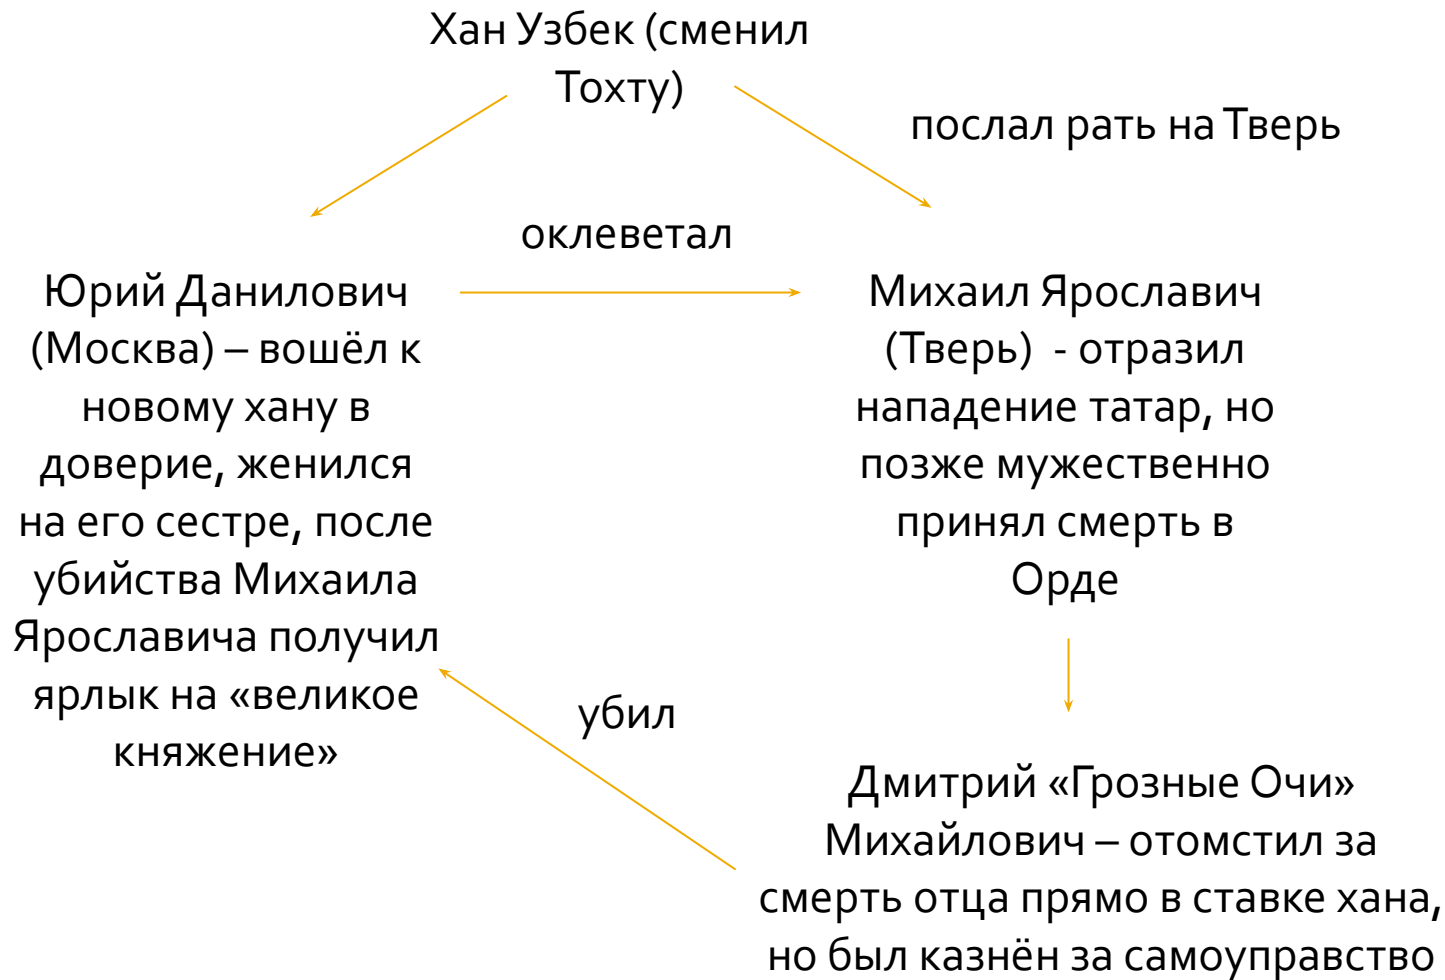 Хан Узбек (сменил
Тохту)
послал рать на Тверь
оклеветал
Юрий Данилович
(Москва) – вошёл к
новому хану в
доверие, женился
на его сестре, после
убийства Михаила
Ярославича получил
ярлык на «великое
княжение»
Михаил Ярославич
(Тверь)  - отразил
нападение татар, но
позже мужественно
принял смерть в
Орде
убил
Дмитрий «Грозные Очи»
Михайлович – отомстил за
смерть отца прямо в ставке хана,
но был казнён за самоуправство